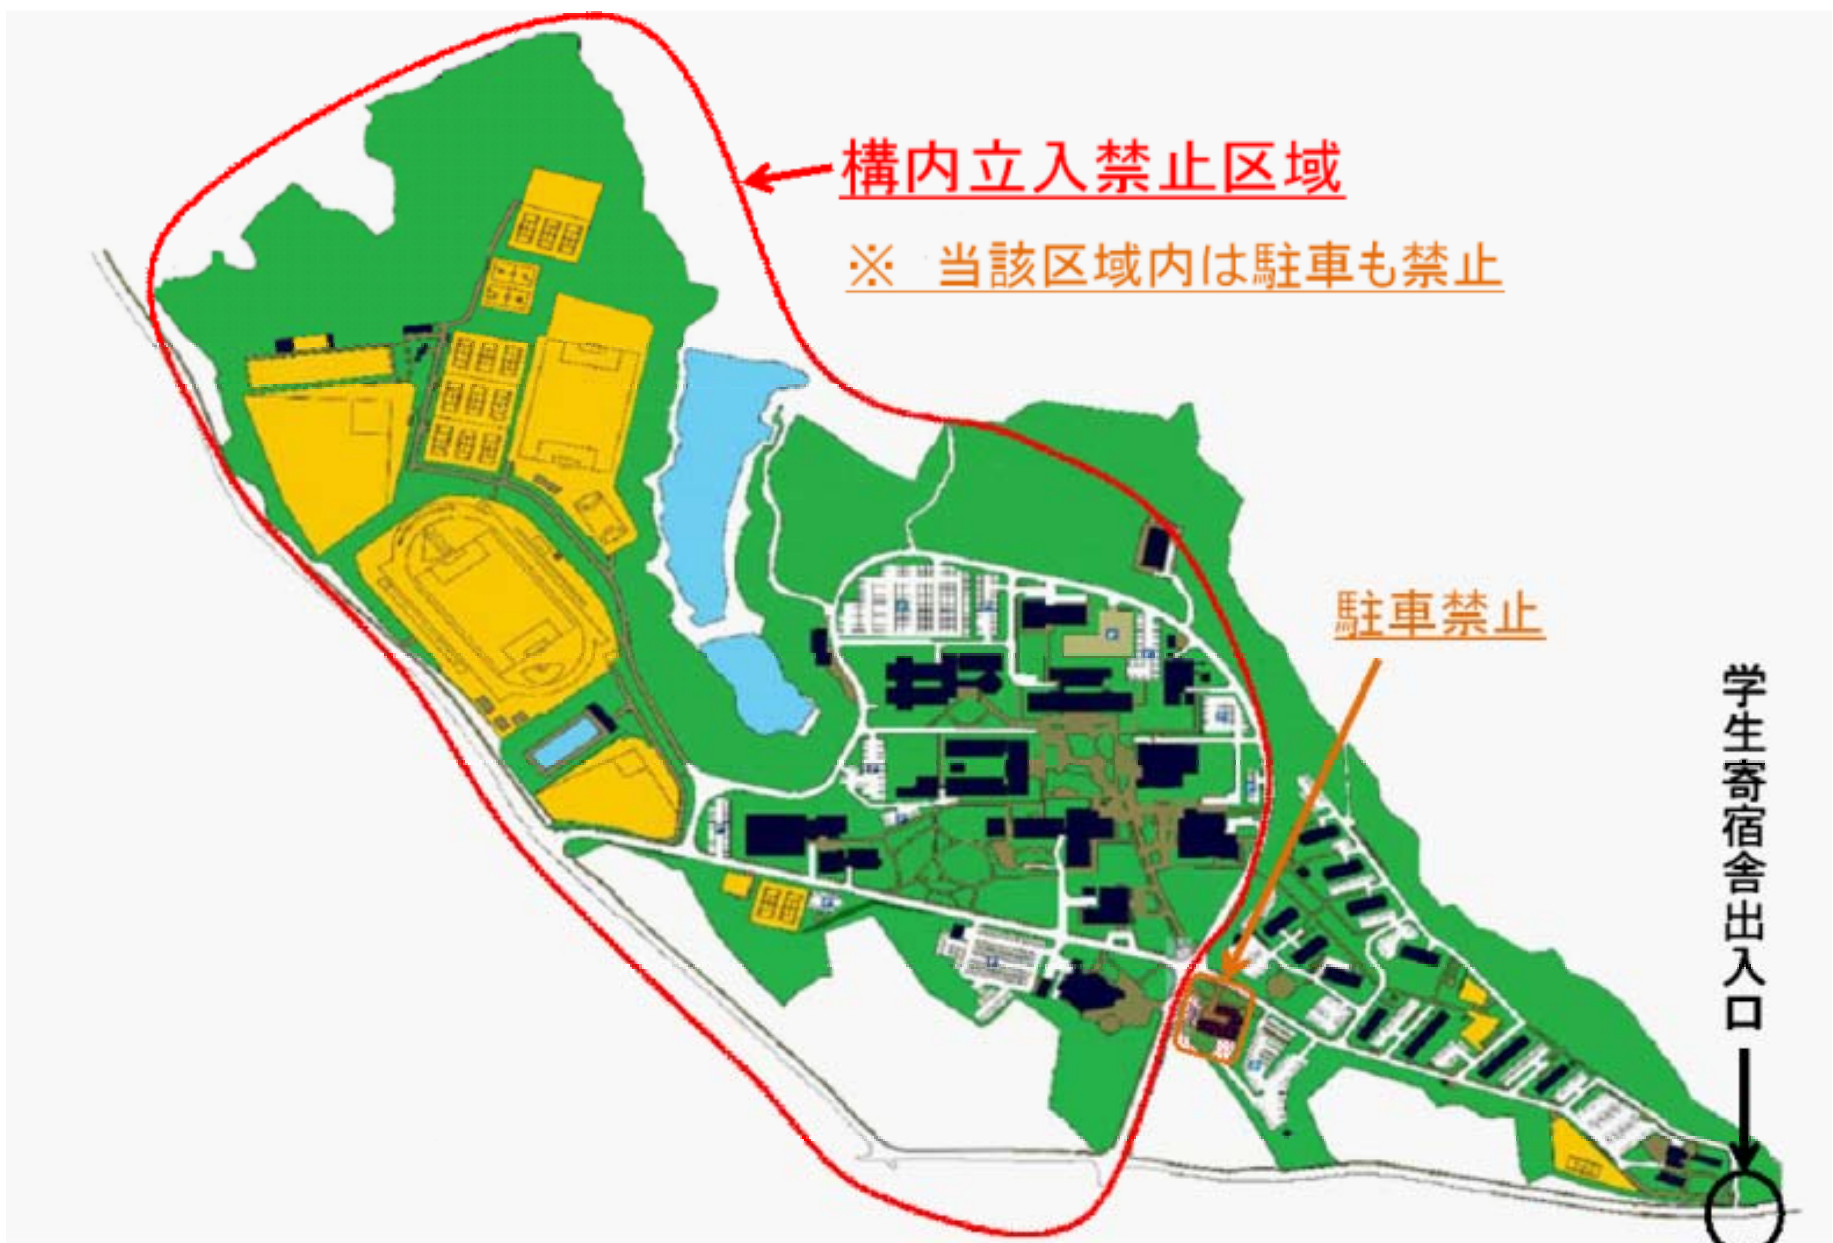 構内立入禁止区域
※ 当該区域内は駐車も禁止
駐車禁止
学生寄宿舎出入口